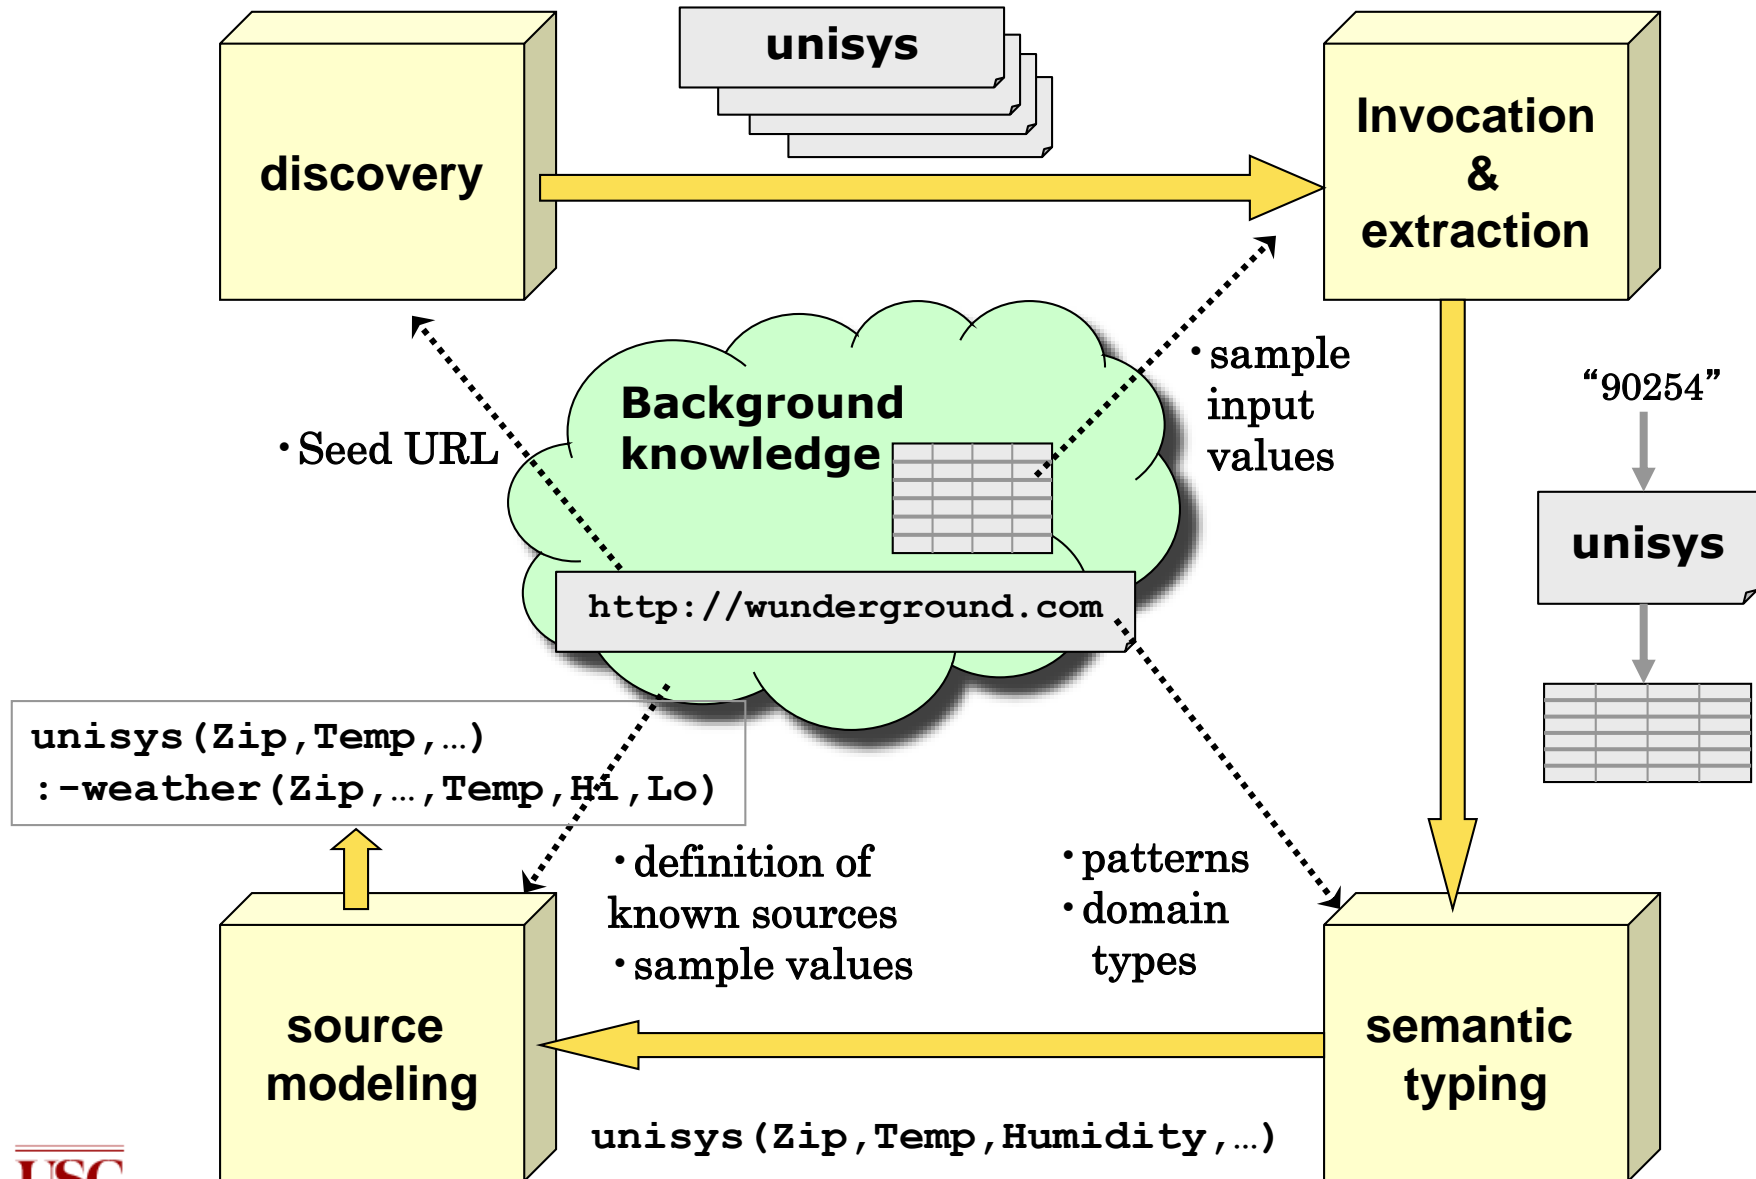 unisys
discovery
Invocation
&
extraction
Background
knowledge
• Seed URL
• sample
input
values
“90254”
unisys
http://wunderground.com
unisys(Zip,Temp,…)
:-weather(Zip,…,Temp,Hi,Lo)
• definition of
known sources
• sample values
• patterns
• domain
types
source
modeling
semantic
typing
unisys(Zip,Temp,Humidity,…)
USC